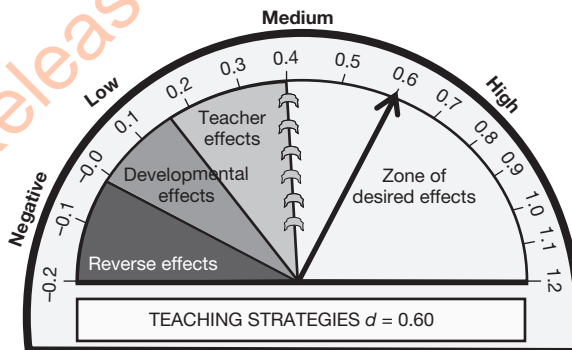 Medium
Low
High
Negative
-0.2
-0.1
-0.0
0.1
0.2
0.3
0.4
0.5
0.6
0.7
0.8
0.9
1.0
1.1
1.2
Teacher
effects
Developmental
effects
Reverse effects
Zone of
desired effects
TEACHING STRATEGIES d = 0.60
eleas